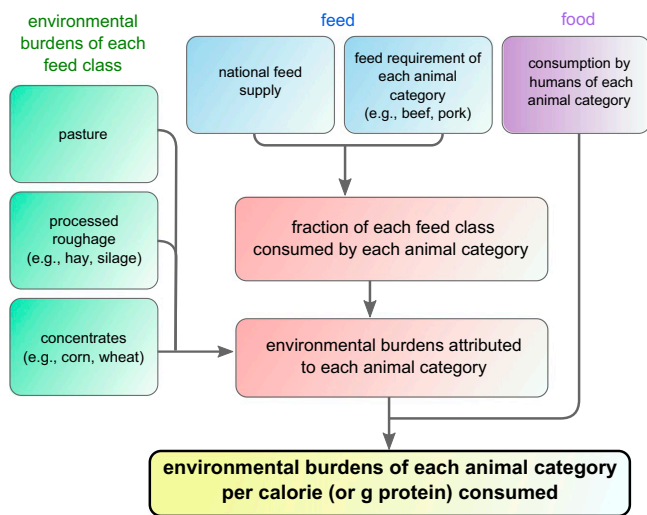 environmental
burdens of each
feed class
feed
food
national feed
supply
feed requirement of
each animal
category
(e.g., beef, pork)
consumption by
humans of each
animal category
pasture
processed
roughage
(e.g., hay, silage)
concentrates
(e.g., corn, wheat)
fraction of each feed class
consumed by each animal category
environmental burdens attributed
to each animal category
environmental burdens of each animal category
per calorie (or g protein) consumed